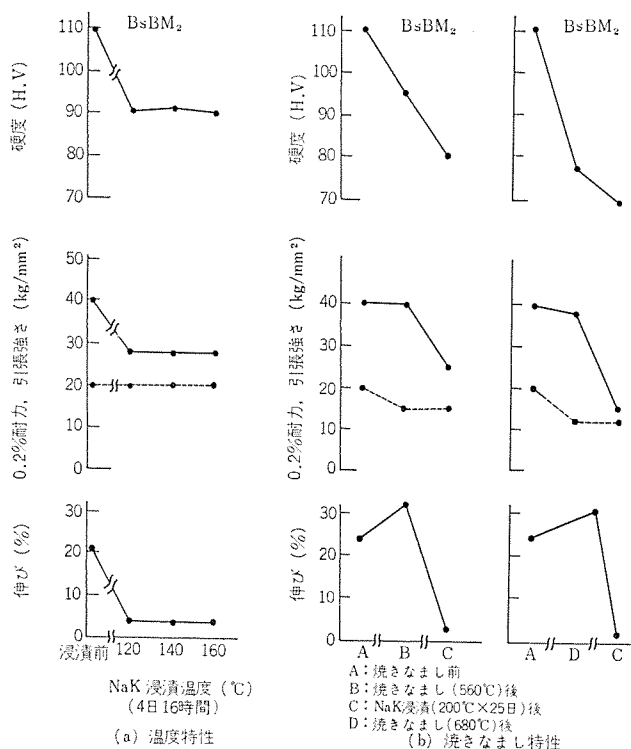 BsBM₂
110
100
90
80
70
硬度 (H.V)
50
40
30
20
10
0
0.2%耐力, 引張強さ (kg/mm²)
30
20
10
0
伸び (%)
浸漬前 120 140 160
NaK 浸漬温度 (℃)
(4日16時間)
(a) 温度特性
BsBM₂
BsBM₂
110
100
90
80
70
硬度 (H.V)
40
30
20
10
0
0.2%耐力, 引張強さ (kg/mm²)
30
20
10
0
伸び (%)
A B C
A D C
A:焼きなまし前
B:焼きなまし(560℃)後
C:NaK浸漬(200℃×25日)後
D:焼きなまし(680℃)後
(b) 焼きなまし特性